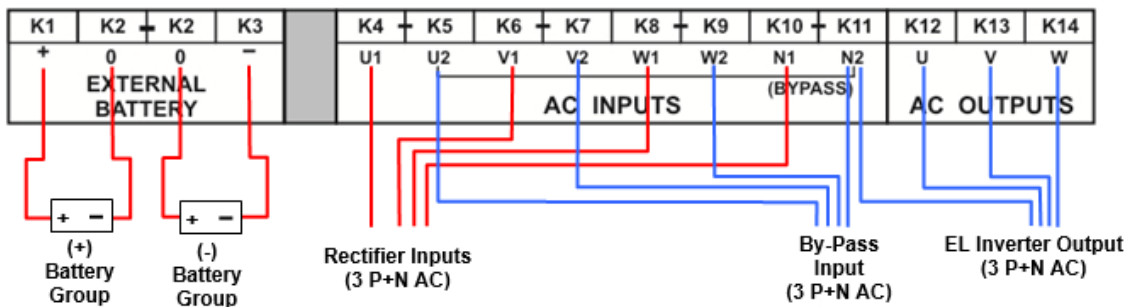 K1 K2 - K2 K3 K4 - K5 K6 - K7 K8 - K9 K10 - K11 K12 K13 K14
+ 0 0 - U1 U2 V1 V2 W1 W2 N1 N2 U V W
EXTERNAL BATTERY
AC INPUTS
(BYPASS)
AC OUTPUTS
+ -
+ -
(+)
Battery
Group
(-)
Battery
Group
Rectifier Inputs
(3 P+N AC)
By-Pass
Input
(3 P+N AC)
EL Inverter Output
(3 P+N AC)